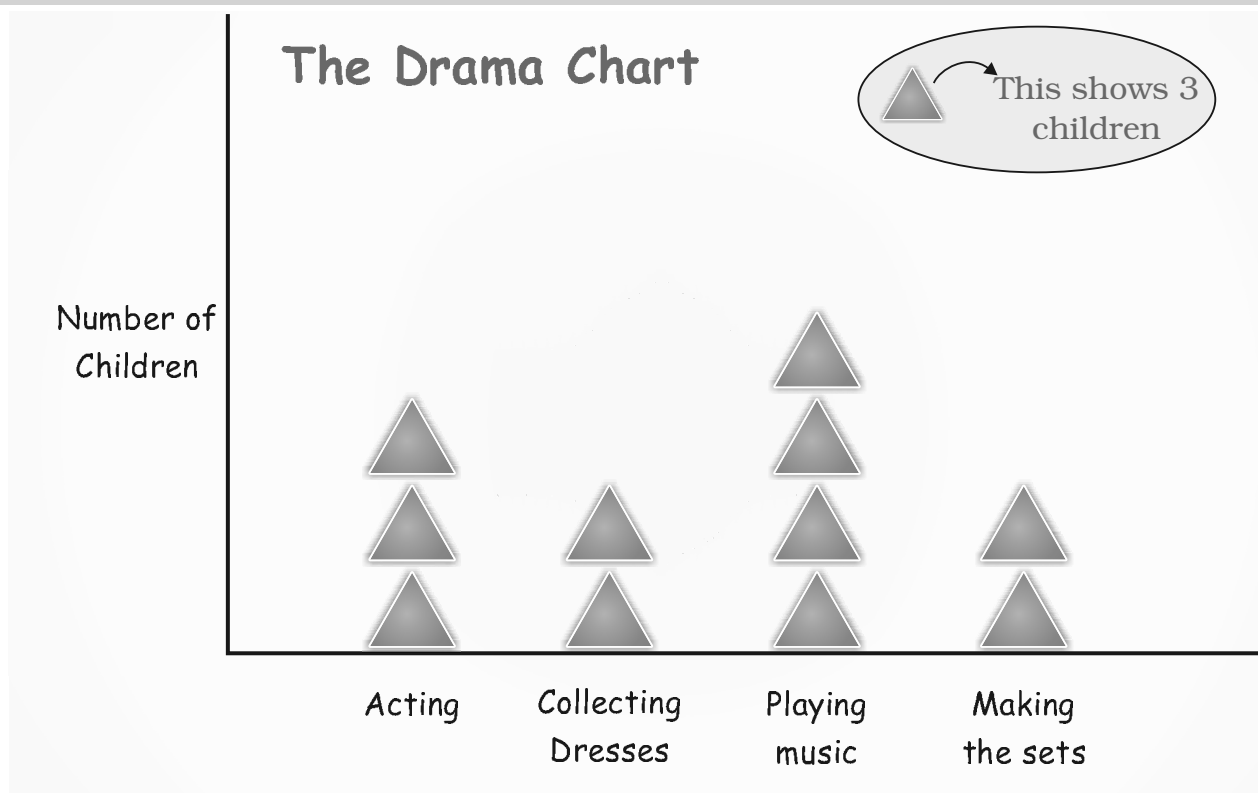 The Drama Chart
This shows 3
children
Number of
Children
Acting
Collecting
Dresses
Playing
music
Making
the sets